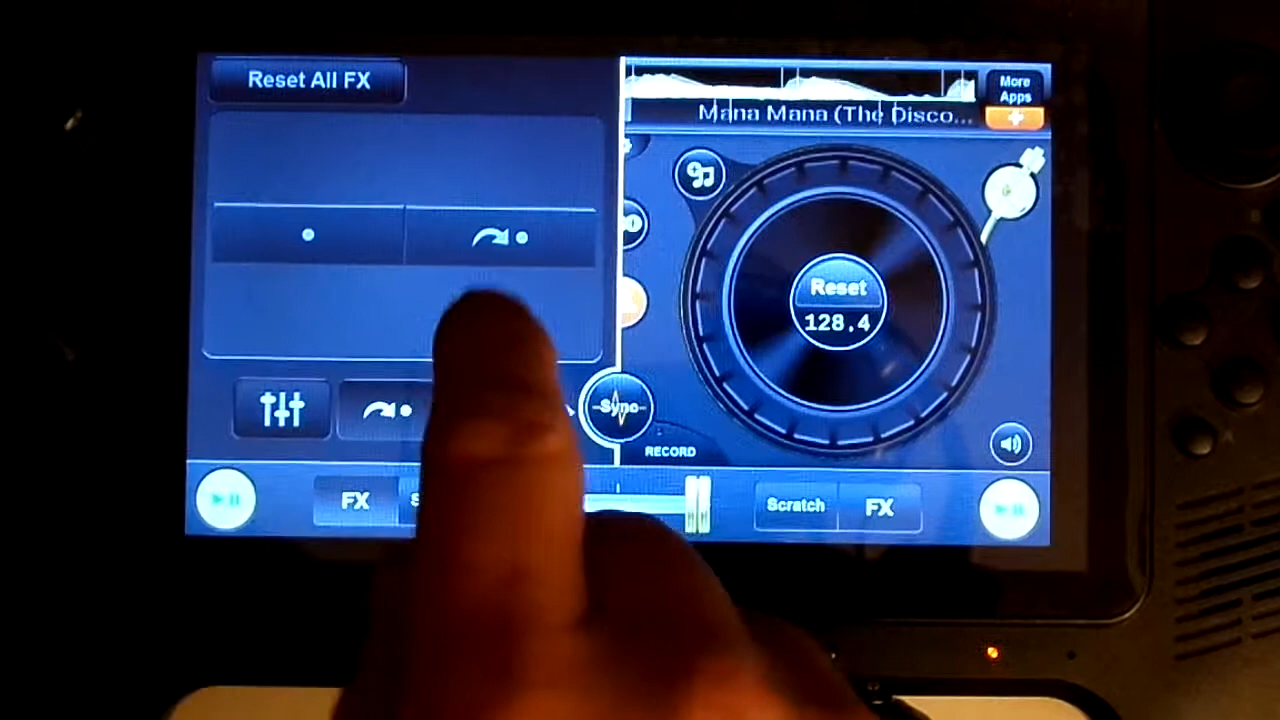 Reset All FX
More
Apps
Mana Mana (The Disco...
Reset
128.4
Sync
RECORD
FX
Scratch
FX